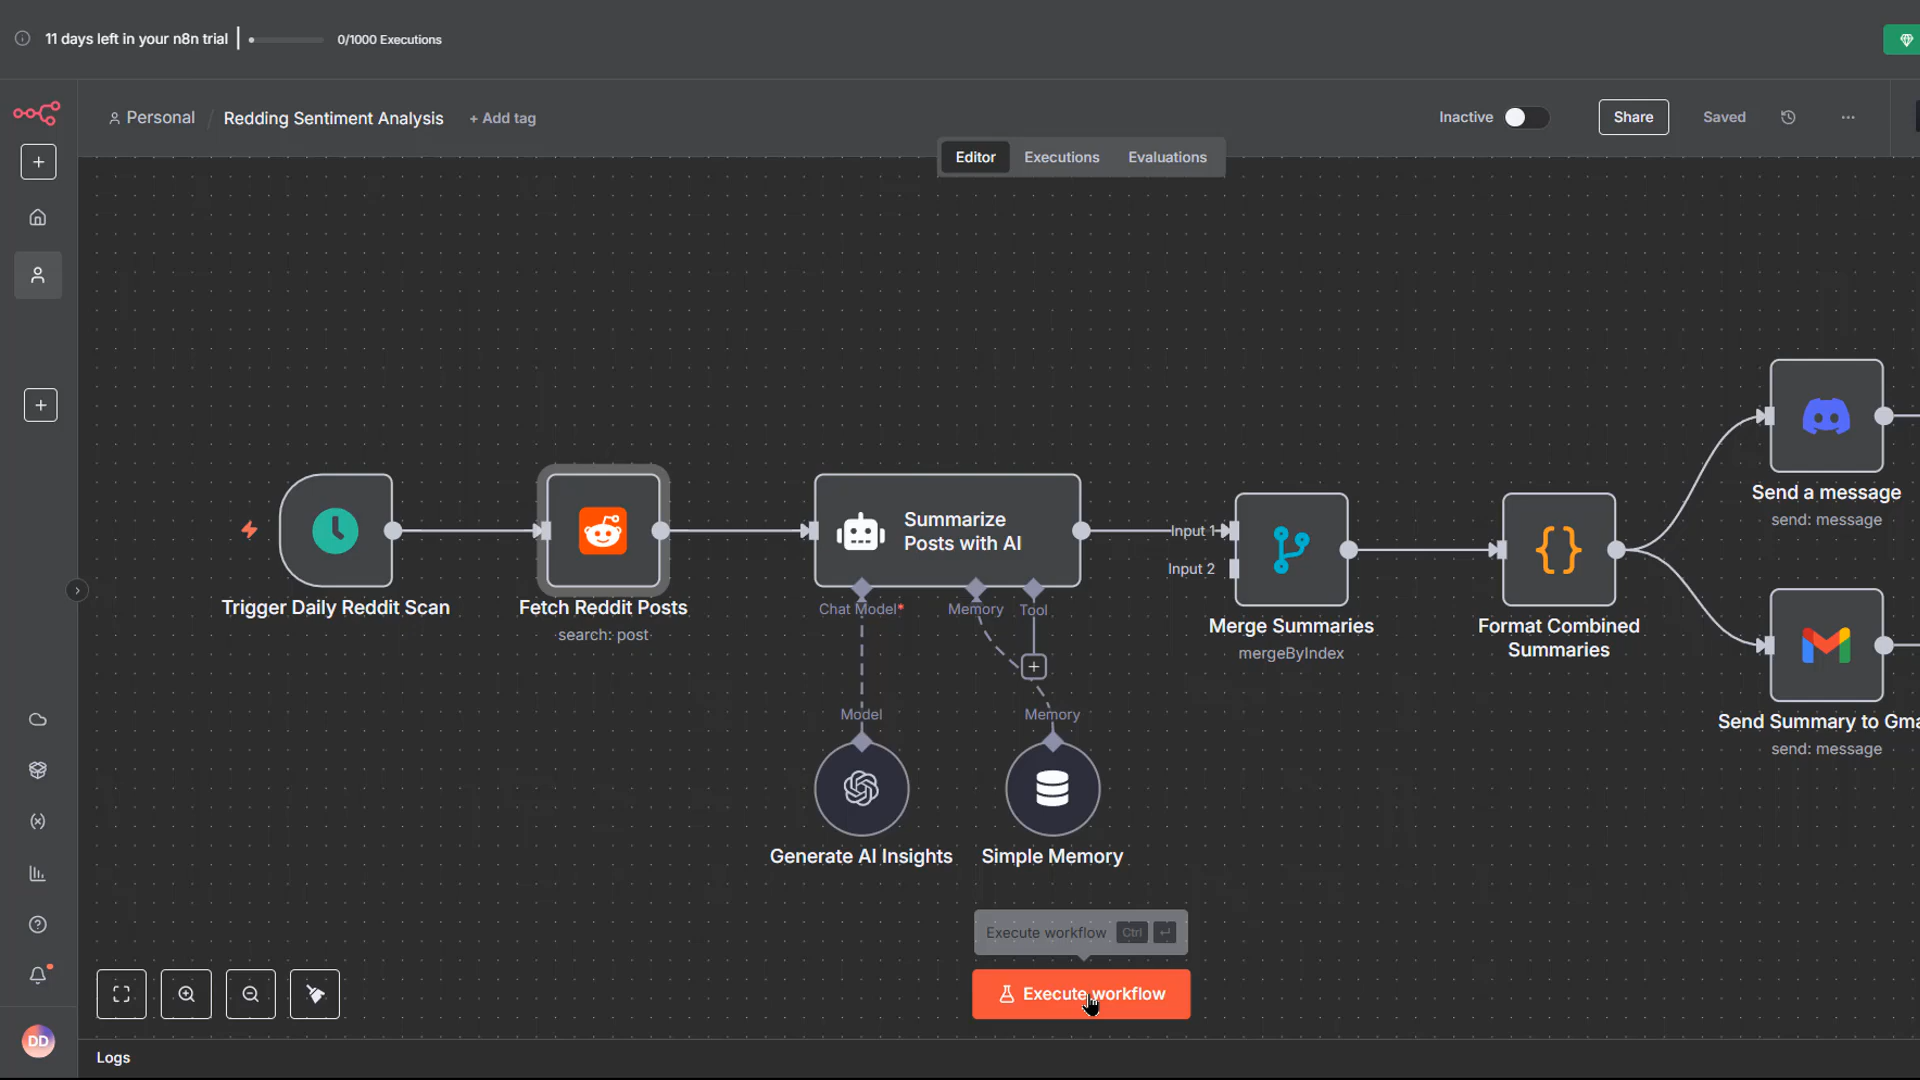 11 days left in your n8n trial
0/1000 Executions
Personal / Redding Sentiment Analysis + Add tag
Inactive
Share
Saved
Editor Executions Evaluations
Send a message
send: message
Summarize
Posts with AI
Input 1
Input 2
Trigger Daily Reddit Scan
Fetch Reddit Posts
search: post
Chat Model*
Memory
Tool
Merge Summaries
mergeByIndex
Format Combined
Summaries
Model
Memory
Send Summary to Gma
send: message
Generate AI Insights
Simple Memory
Execute workflow Ctrl
Execute workflow
DD
Logs